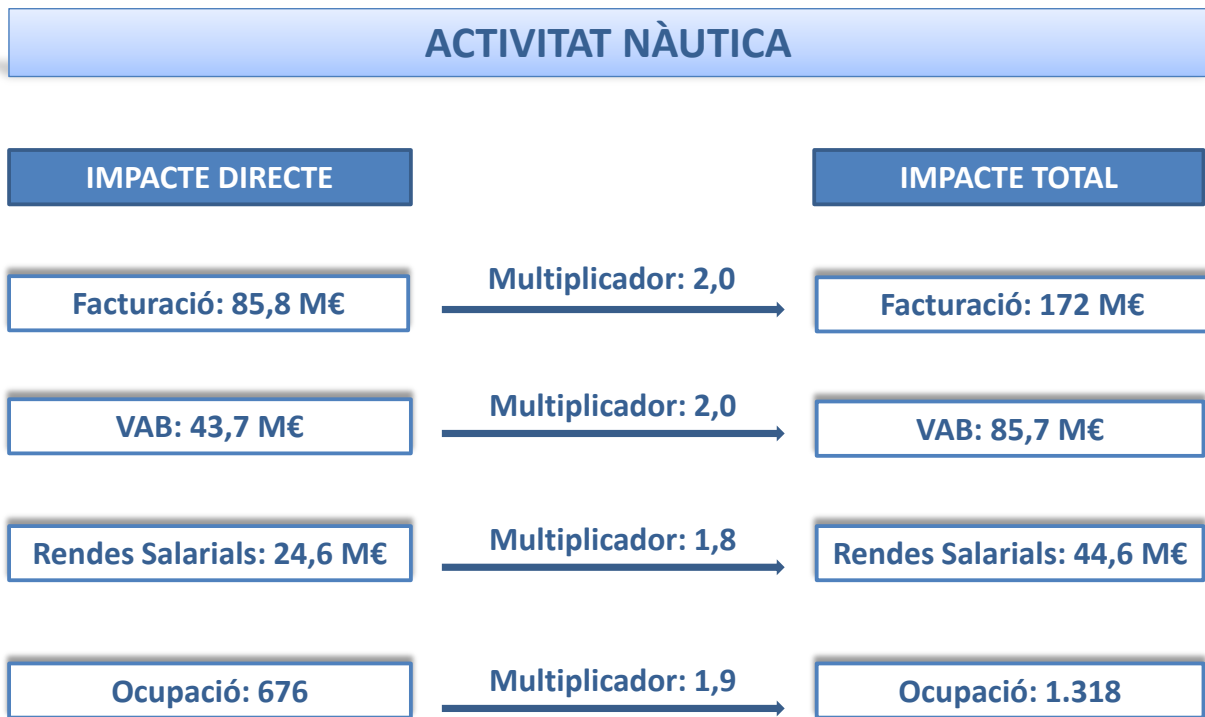 ACTIVITAT NÀUTICA
IMPACTE DIRECTE
IMPACTE TOTAL
Facturació: 85,8 M€
Multiplicador: 2,0
Facturació: 172 M€
VAB: 43,7 M€
Multiplicador: 2,0
VAB: 85,7 M€
Rendes Salarials: 24,6 M€
Multiplicador: 1,8
Rendes Salarials: 44,6 M€
Ocupació: 676
Multiplicador: 1,9
Ocupació: 1.318